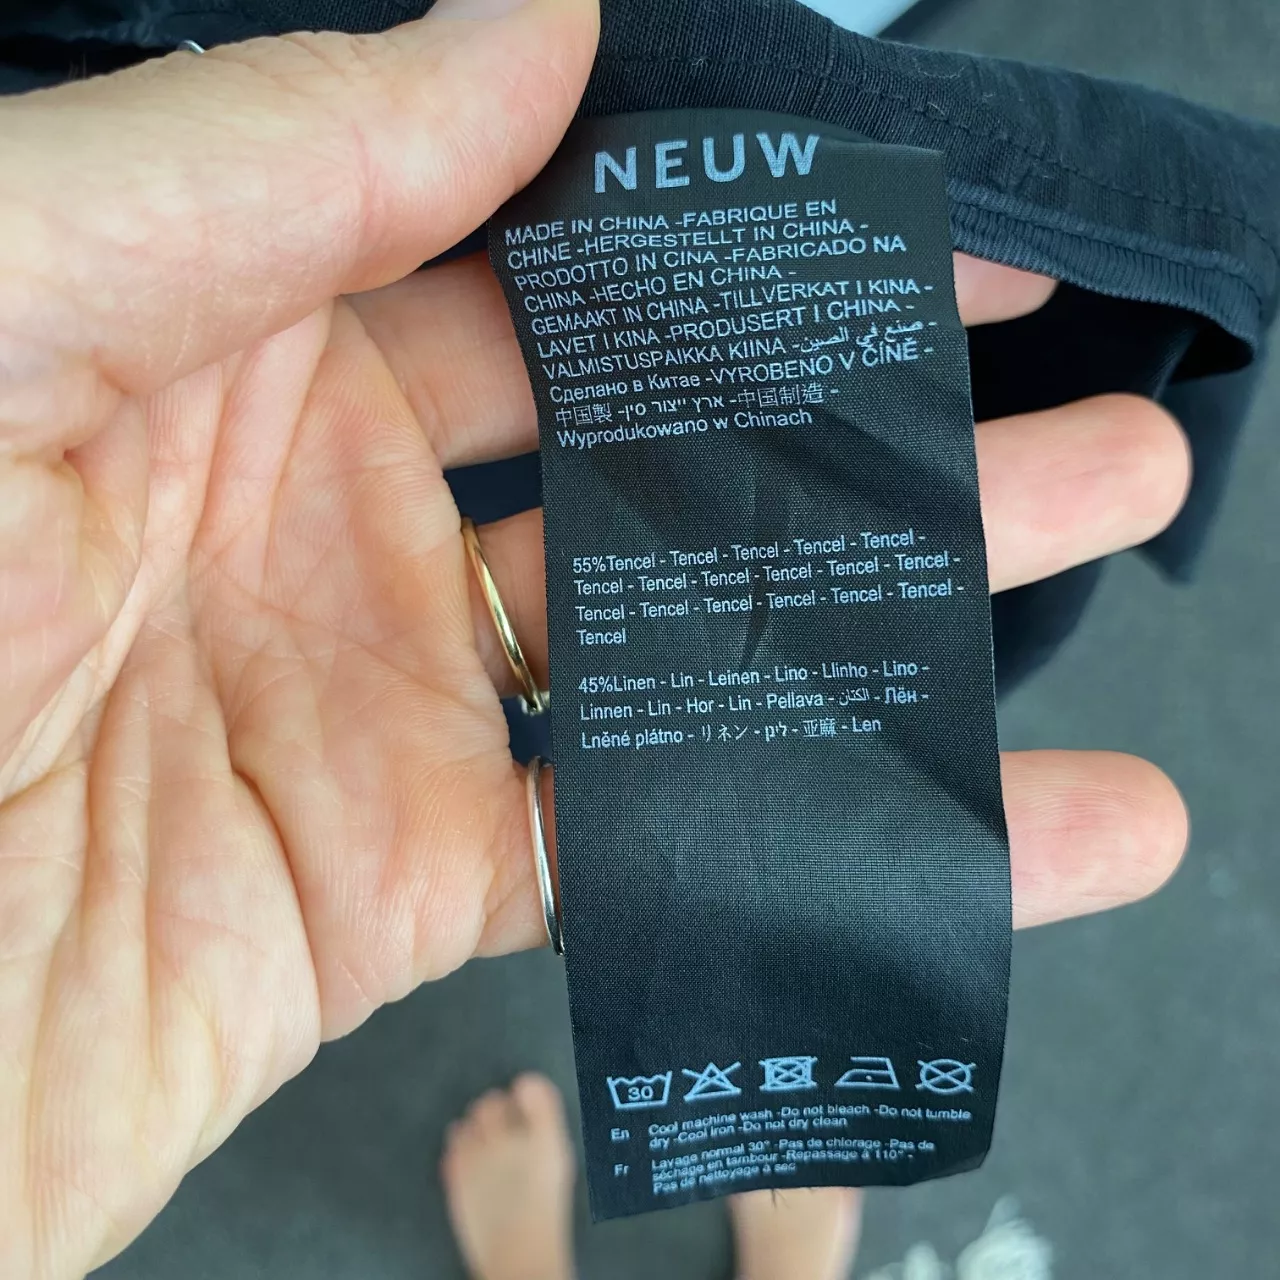 NEUW
MADE IN CHINA -FABRIQUE EN
CHINE -HERGESTELLT IN CHINA -
PRODOTTO IN CINA -FABRICADO NA
CHINA -HECHO EN CHINA -
GEMAAKT IN CHINA -TILLVERKAT I KINA -
LAVET I KINA -PRODUSERT I CHINA -
VALMISTUSPAIKKA KIINA -صنع في الصين -
Сделано в Китае -VYROBENO V ČÍNĚ -
中国製 -ארץ ייצור סין -中国制造 -
Wyprodukowano w Chinach
55%Tencel - Tencel - Tencel - Tencel - Tencel -
Tencel - Tencel - Tencel - Tencel - Tencel - Tencel -
Tencel - Tencel - Tencel - Tencel - Tencel - Tencel -
Tencel
45%Linen - Lin - Leinen - Lino - Llinho - Lino -
Linnen - Lin - Hor - Lin - Pellava - الكتان - Лён -
Lněné plátno - リネン - לין - 亚麻 - Len
30
En Cool machine wash -Do not bleach -Do not tumble
dry -Cool Iron -Do not dry clean
Fr Lavage normal 30° -Pas de chlorage -Pas de
séchage en tambour -Repassage à 110° -
Pas de nettoyage à sec